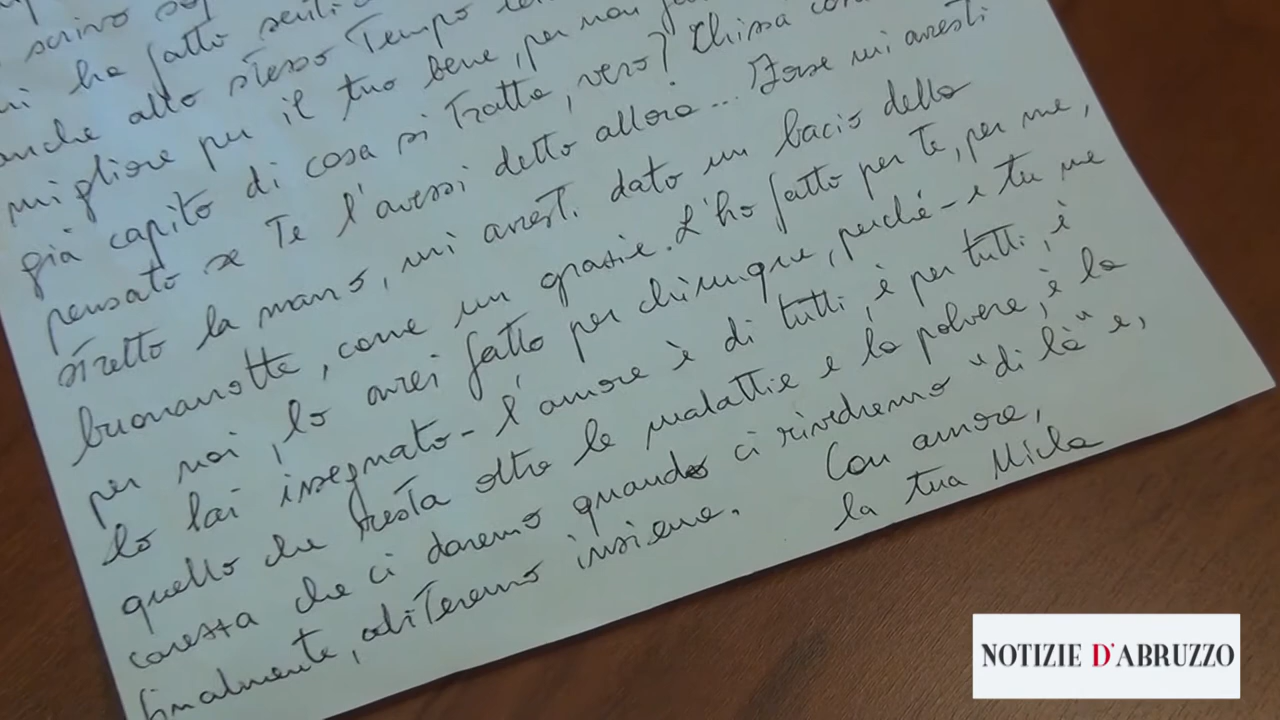 scrivo
mi ha fatto
anche allo stesso tempo
migliore per il tuo bene, per non
già capito di cosa si tratta, vero? Chissà
pensato se te l'avessi detto allora... Forse mi avresti
stretto la mano, mi avresti dato un bacio della
buonanotte, come un grazie. L'ho fatto per te, per me,
per noi, lo avrei fatto per chiunque, perché - e tu me
lo hai insegnato - l'amore è di tutti, è per tutti, è
quello che resta oltre le malattie e la polvere, è la
carezza che ci daremo quando ci rivedremo "di là" e,
finalmente, abiteremo insieme.
Con amore,
la tua Micla
NOTIZIE D'ABRUZZO